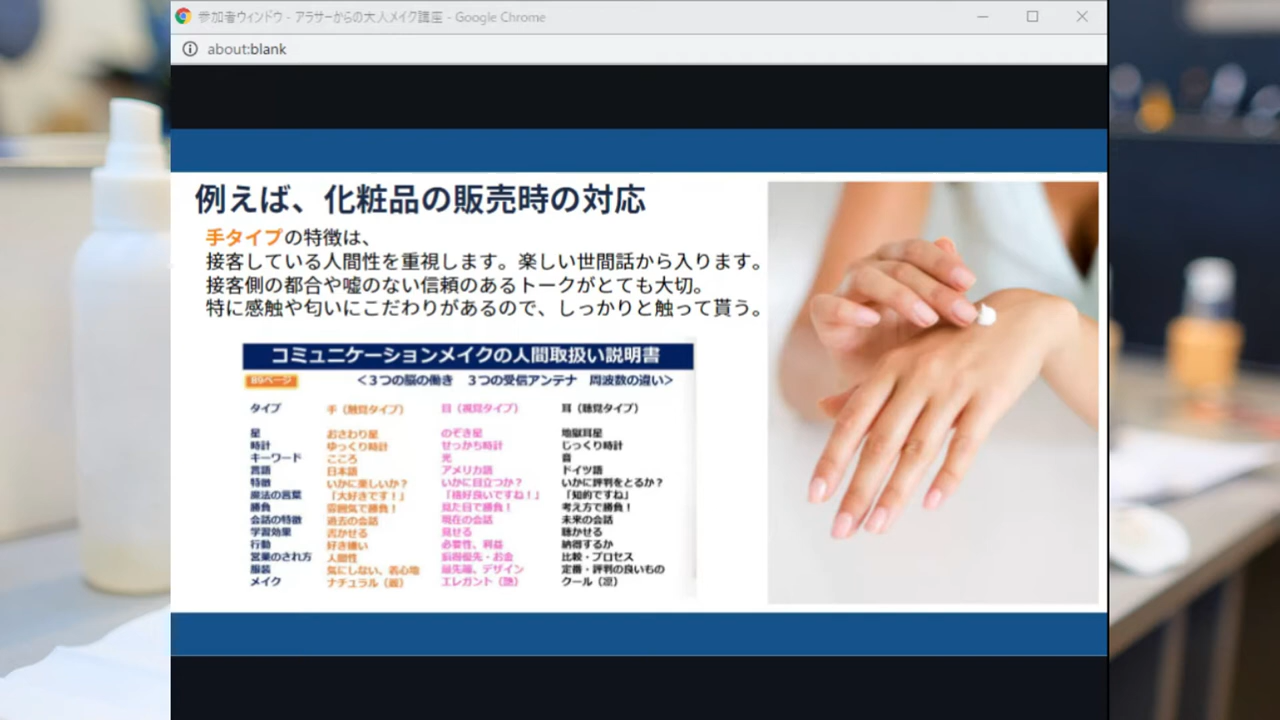 参加者ウィンドウ - アラサーからの大人メイク講座 - Google Chrome
about:blank
例えば、化粧品の販売時の対応
手タイプの特徴は、
接客している人間性を重視します。楽しい世間話から入ります。
接客側の都合や嘘のない信頼のあるトークがとても大切。
特に感触や匂いにこだわりがあるので、しっかりと触って貰う。
コミュニケーションメイクの人間取扱い説明書
89ページ <３つの脳の働き ３つの受信アンテナ 周波数の違い>
タイプ 手（触覚タイプ） 目（視覚タイプ） 耳（聴覚タイプ）
星 おさわり星 のぞき星 地獄耳星
時計 ゆっくり時計 せっかち時計 じっくり時計
キーワード こころ 光 音
言語 日本語 アメリカ語 ドイツ語
特徴 いかに楽しいか？ いかに目立つか？ いかに評判をとるか？
魔法の言葉 「大好きです！」 「格好良いですね！」 「知的ですね」
勝負 雰囲気で勝負！ 見た目で勝負！ 考え方で勝負！
会話の特徴 過去の会話 現在の会話 未来の会話
学習効果 書かせる 見せる 聴かせる
行動 好き嫌い 必要性、利益 納得するか
営業のされ方 人間性 損得優先・お金 比較・プロセス
服装 気にしない、着心地 最先端、デザイン 定番・評判の良いもの
メイク ナチュラル（麗） エレガント（艶） クール（凛）